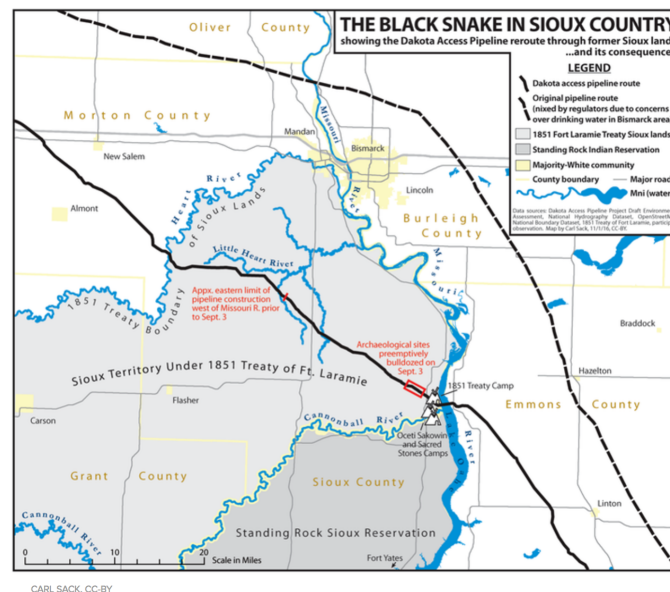 THE BLACK SNAKE IN SIOUX COUNTRY
showing the Dakota Access Pipeline reroute through former Sioux land
...and its consequence
LEGEND
Dakota access pipeline route
Original pipeline route
(nixed by regulators due to concerns
over drinking water in Bismarck area
1851 Fort Laramie Treaty Sioux lands
Standing Rock Indian Reservation
Majority-White community
County boundary
Major road
Mni (water
Data sources: Dakota Access Pipeline Project Draft Environmen
Assessment, National Hydrography Dataset, OpenStreetM
National Boundary Dataset, 1851 Treaty of Fort Laramie, particip
observation. Map by Carl Sack, 11/1/16, CC-BY.
Oliver County
Morton County
Missouri
River
Mandan
Bismarck
New Salem
Lincoln
Heart River
of Sioux Lands
Almont
Burleigh
County
Little Heart River
Missouri
1851 Treaty Boundary
Appx. eastern limit of
pipeline construction
west of Missouri R. prior
to Sept. 3
Braddock
Archaeological sites
preemptively
bulldozed on
Sept. 3
Hazelton
Sioux Territory Under 1851 Treaty of Ft. Laramie
1851 Treaty Camp
Flasher
Emmons County
Carson
Cannonball River
Oceti Sakowin
and Sacred
Stones Camps
Lake
River
Grant County
Sioux County
Linton
Cannonball
River
Standing Rock Sioux Reservation
0 10 20
Scale in Miles
Fort Yates
CARL SACK, CC-BY